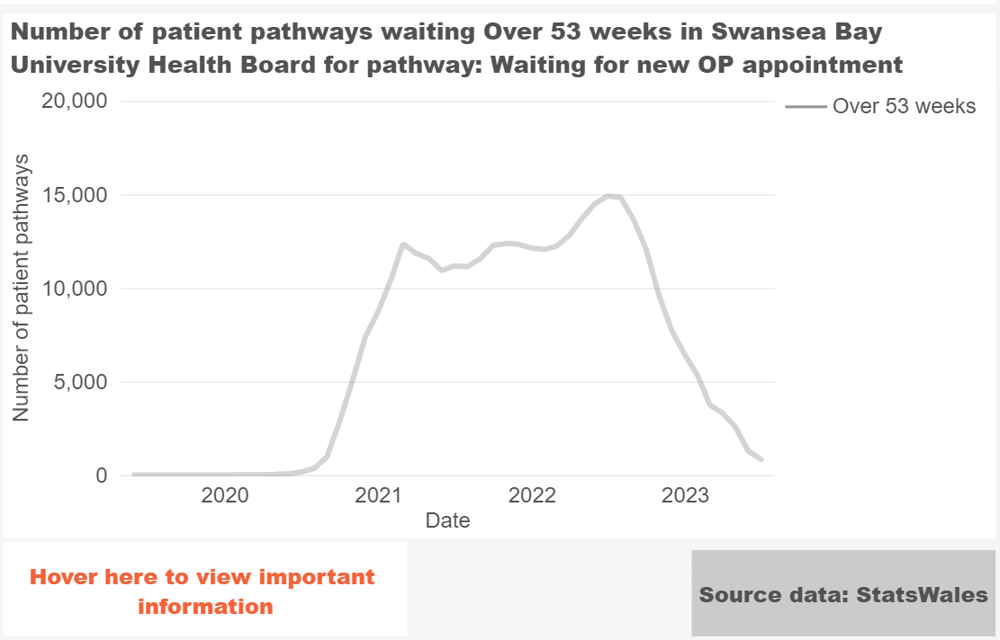 Number of patient pathways waiting Over 53 weeks in Swansea Bay
University Health Board for pathway: Waiting for new OP appointment
20,000
Over 53 weeks
15,000
10,000
5,000
0
Number of patient pathways
2020 2021 2022 2023
Date
Hover here to view important
information
Source data: StatsWales